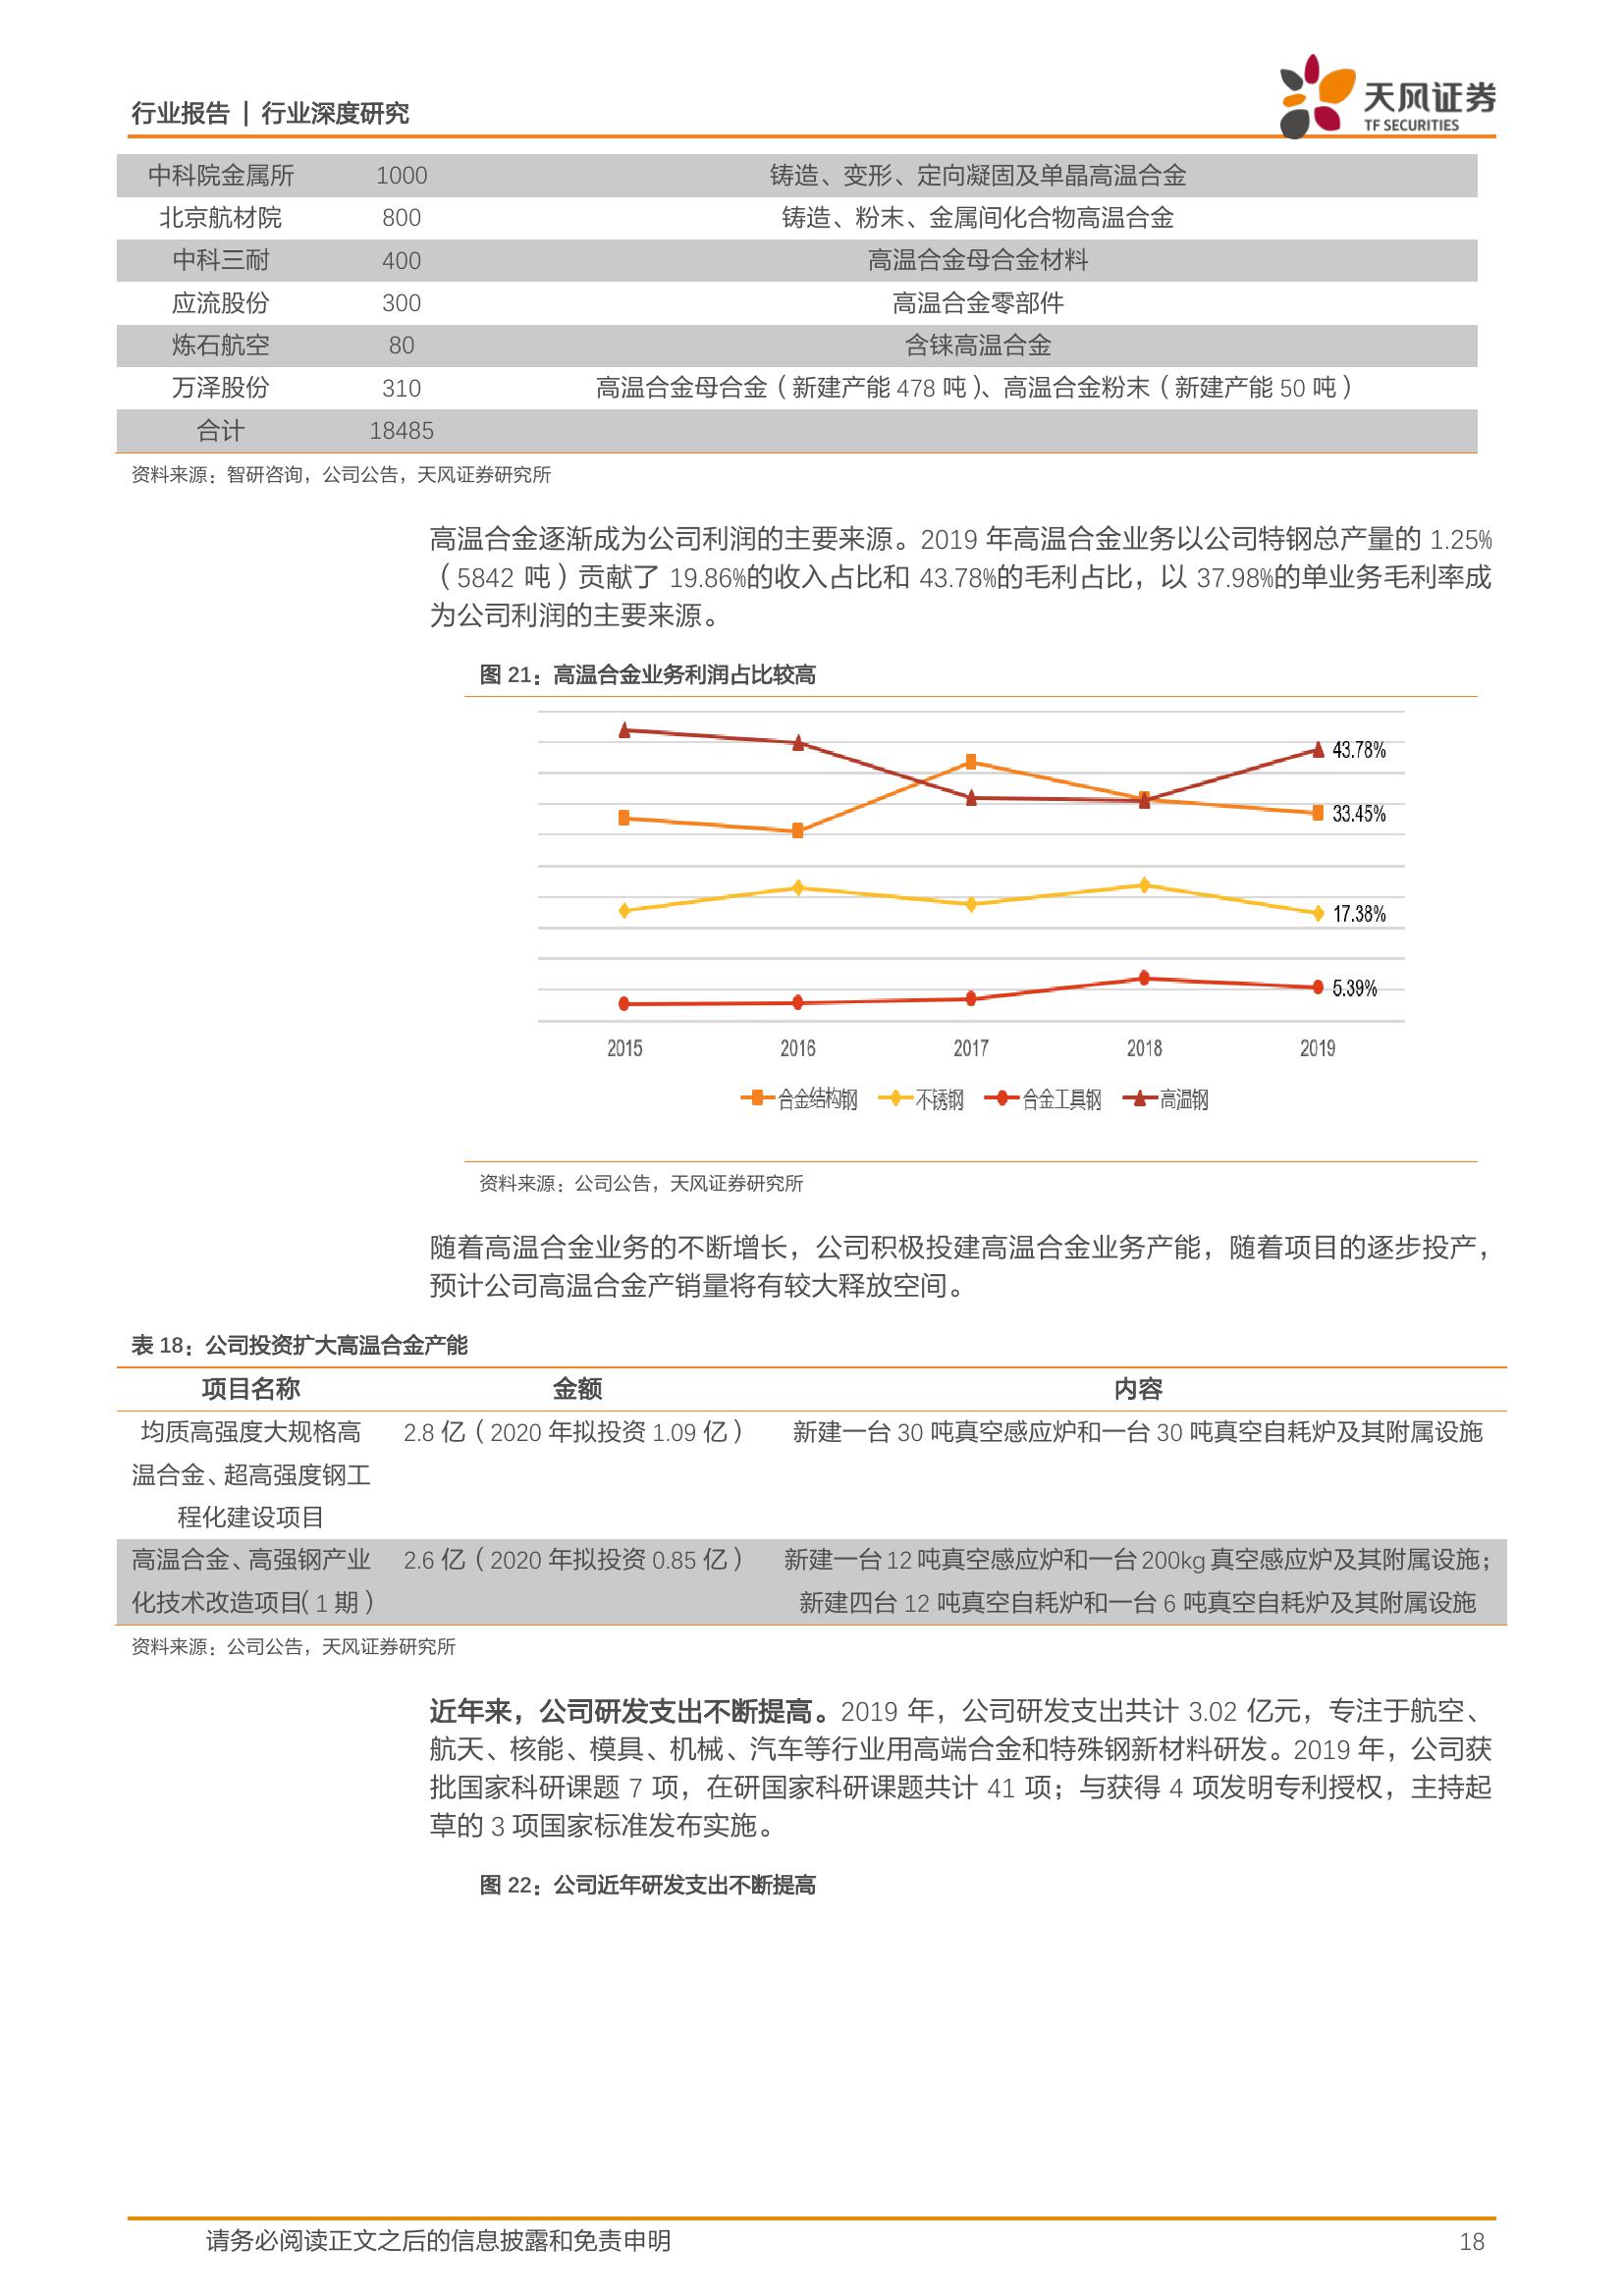 行业报告 | 行业深度研究
天风证券
TF SECURITIES
中科院金属所 1000 铸造、变形、定向凝固及单晶高温合金
北京航材院 800 铸造、粉末、金属间化合物高温合金
中科三耐 400 高温合金母合金材料
应流股份 300 高温合金零部件
炼石航空 80 含铼高温合金
万泽股份 310 高温合金母合金（新建产能 478 吨）、高温合金粉末（新建产能 50 吨）
合计 18485
资料来源：智研咨询，公司公告，天风证券研究所
高温合金逐渐成为公司利润的主要来源。2019 年高温合金业务以公司特钢总产量的 1.25%
（5842 吨）贡献了 19.86%的收入占比和 43.78%的毛利占比，以 37.98%的单业务毛利率成
为公司利润的主要来源。
图 21：高温合金业务利润占比较高
43.78%
33.45%
17.38%
5.39%
2015 2016 2017 2018 2019
合金结构钢 不锈钢 合金工具钢 高温钢
资料来源：公司公告，天风证券研究所
随着高温合金业务的不断增长，公司积极投建高温合金业务产能，随着项目的逐步投产，
预计公司高温合金产销量将有较大释放空间。
表 18：公司投资扩大高温合金产能
项目名称 金额 内容
均质高强度大规格高 2.8 亿（2020 年拟投资 1.09 亿） 新建一台 30 吨真空感应炉和一台 30 吨真空自耗炉及其附属设施
温合金、超高强度钢工
程化建设项目
高温合金、高强钢产业 2.6 亿（2020 年拟投资 0.85 亿） 新建一台 12 吨真空感应炉和一台 200kg 真空感应炉及其附属设施；
化技术改造项目（1 期） 新建四台 12 吨真空自耗炉和一台 6 吨真空自耗炉及其附属设施
资料来源：公司公告，天风证券研究所
近年来，公司研发支出不断提高。2019 年，公司研发支出共计 3.02 亿元，专注于航空、
航天、核能、模具、机械、汽车等行业用高端合金和特殊钢新材料研发。2019 年，公司获
批国家科研课题 7 项，在研国家科研课题共计 41 项；与获得 4 项发明专利授权，主持起
草的 3 项国家标准发布实施。
图 22：公司近年研发支出不断提高
请务必阅读正文之后的信息披露和免责申明 18